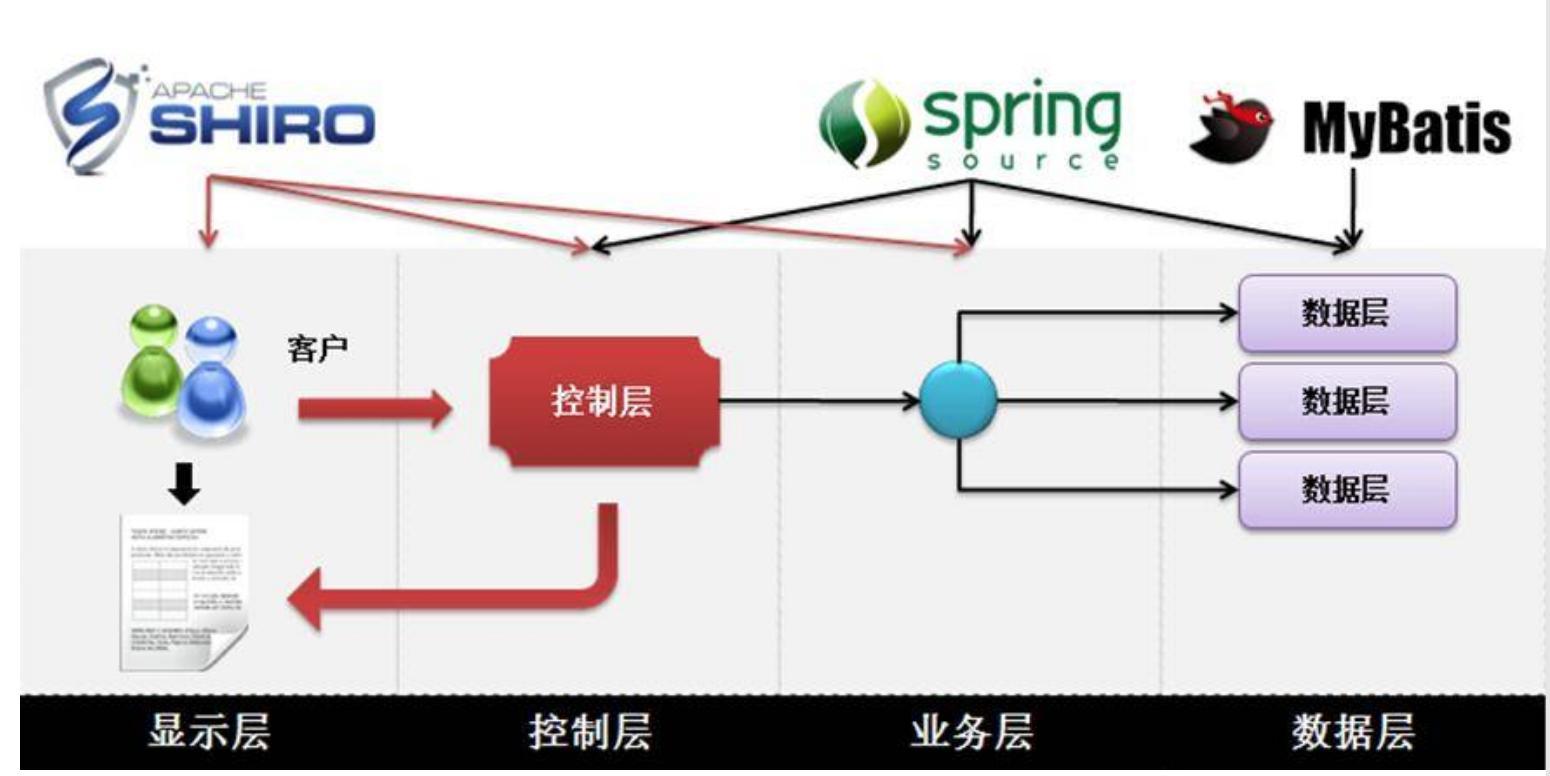 APACHE
SHIRO
spring
source
MyBatis
客户
控制层
数据层
数据层
数据层
显示层
控制层
业务层
数据层